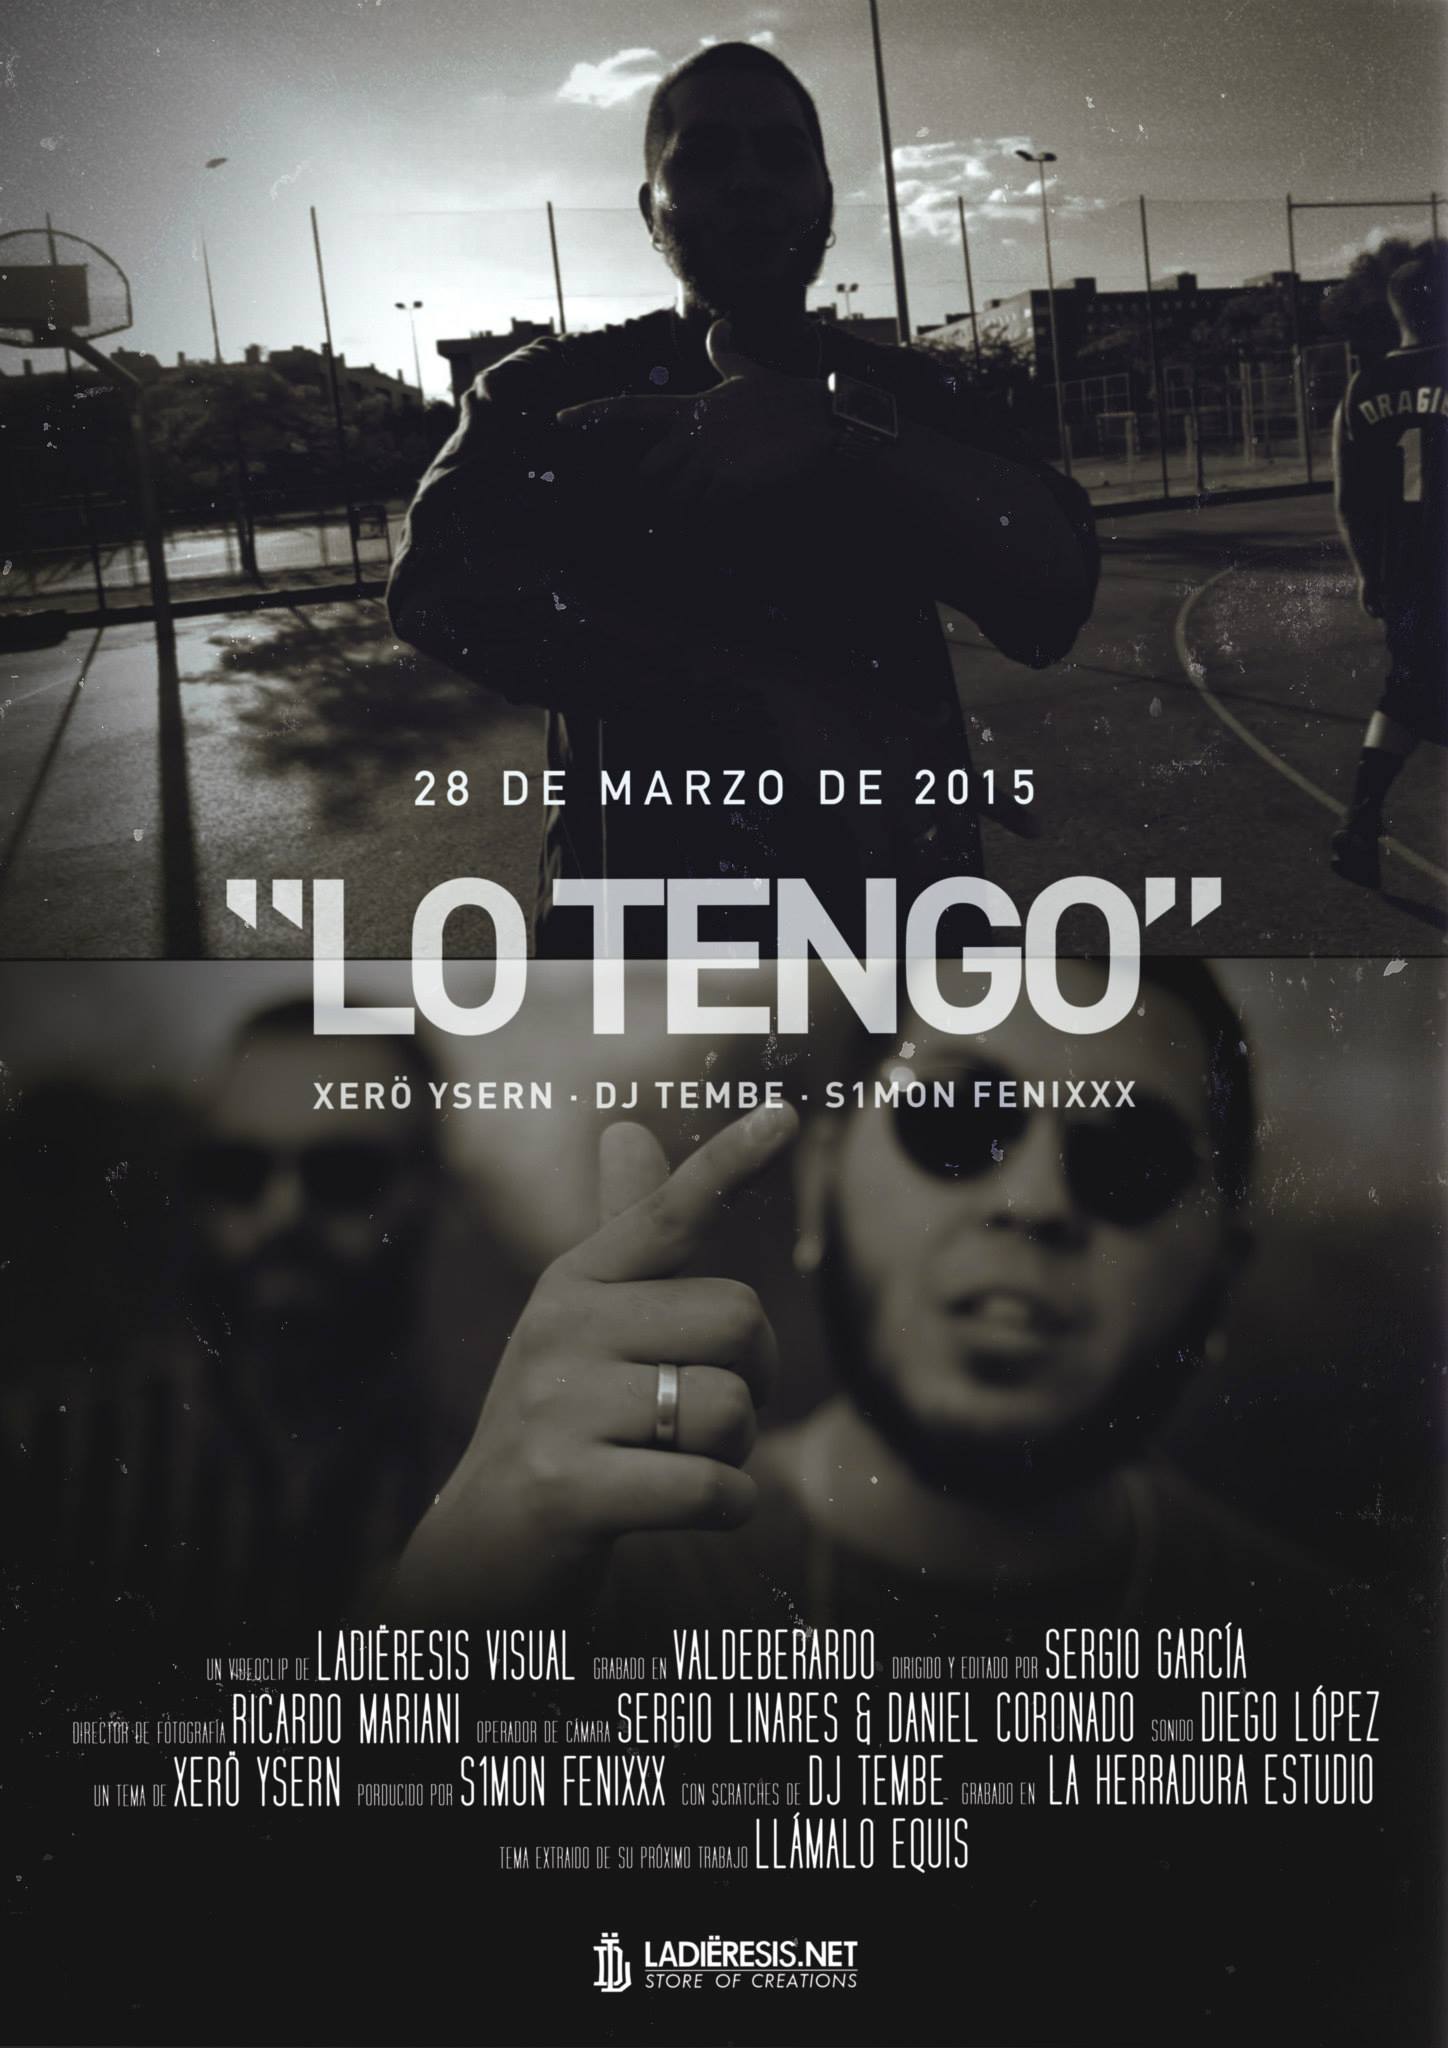 DRAGI
1
28 DE MARZO DE 2015
"LO TENGO"
XERÖ YSERN · DJ TEMBE · S1MON FENIXXX
UN VIDEOCLIP DE LADIËRESIS VISUAL GRABADO EN VALDEBERARDO DIRIGIDO Y EDITADO POR SERGIO GARCÍA
DIRECTOR DE FOTOGRAFÍA RICARDO MARIANI OPERADOR DE CÁMARA SERGIO LINARES & DANIEL CORONADO SONIDO DIEGO LÓPEZ
UN TEMA DE XERÖ YSERN PORDUCIDO POR S1MON FENIXXX CON SCRATCHES DE DJ TEMBE GRABADO EN LA HERRADURA ESTUDIO
TEMA EXTRAIDO DE SU PRÓXIMO TRABAJO LLÁMALO EQUIS
LADIËRESIS.NET
STORE OF CREATIONS